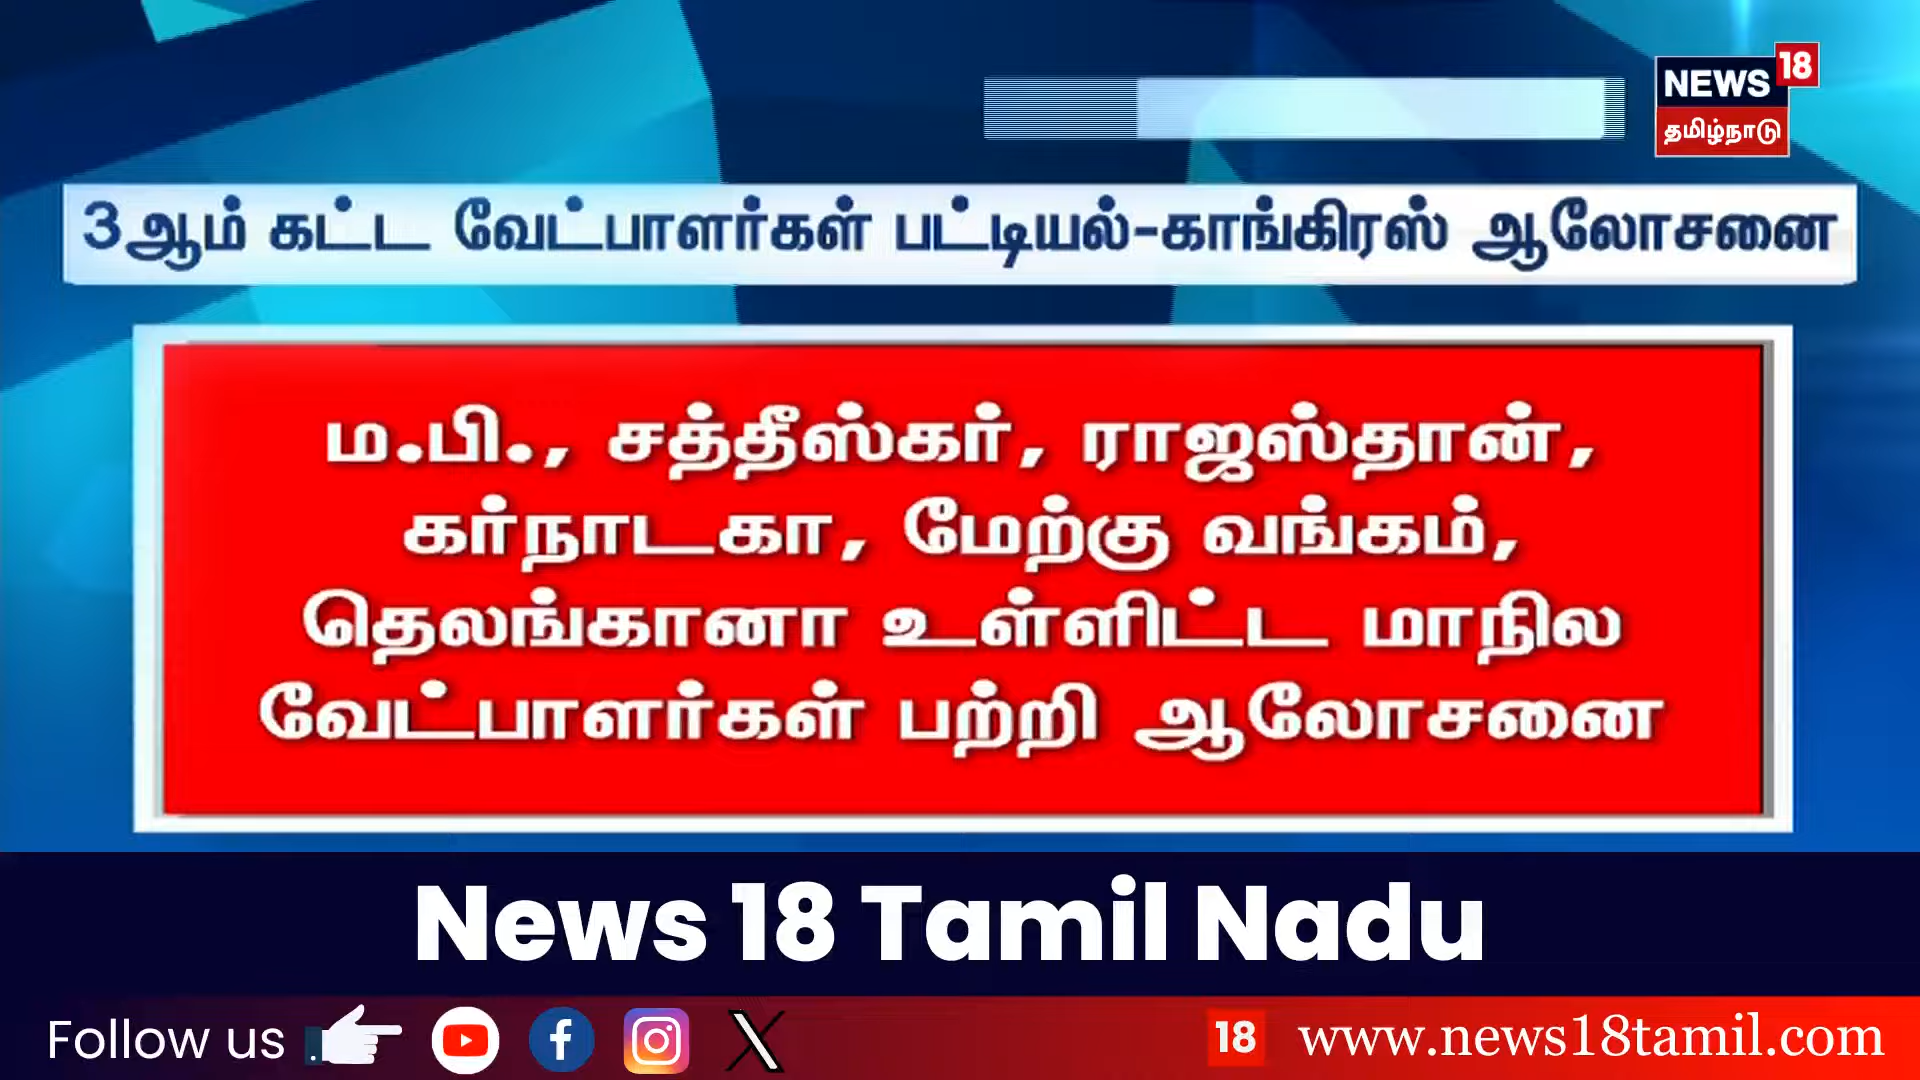 NEWS 18
தமிழ்நாடு
3ஆம் கட்ட வேட்பாளர்கள் பட்டியல்-காங்கிரஸ் ஆலோசனை
ம.பி., சத்தீஸ்கர், ராஜஸ்தான்,
கர்நாடகா, மேற்கு வங்கம்,
தெலங்கானா உள்ளிட்ட மாநில
வேட்பாளர்கள் பற்றி ஆலோசனை
News 18 Tamil Nadu
Follow us
18 www.news18tamil.com